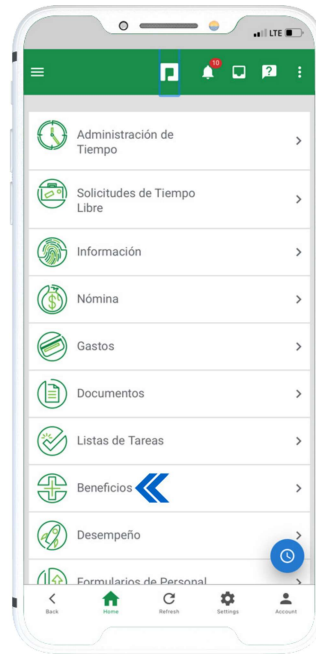 LTE
10
?
Administración de
Tiempo
Solicitudes de Tiempo
Libre
Información
Nómina
Gastos
Documentos
Listas de Tareas
Beneficios
Desempeño
Formularios de Personal
Back Home Refresh Settings Account